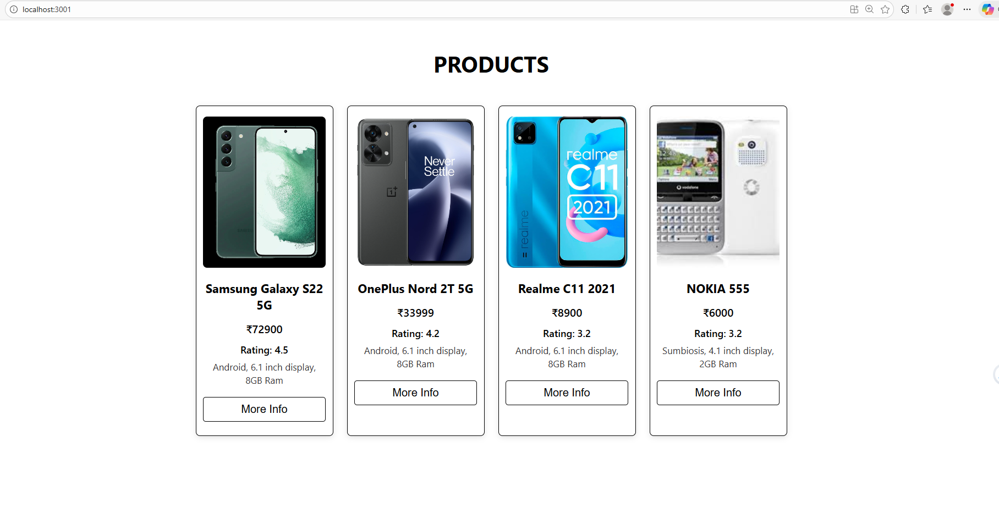 localhost:3001
PRODUCTS
Never
Settle
realme
C11
2021
realme
vodafone
Samsung Galaxy S22
5G
₹72900
Rating: 4.5
Android, 6.1 inch display,
8GB Ram
More Info
OnePlus Nord 2T 5G
₹33999
Rating: 4.2
Android, 6.1 inch display,
8GB Ram
More Info
Realme C11 2021
₹8900
Rating: 3.2
Android, 6.1 inch display,
8GB Ram
More Info
NOKIA 555
₹6000
Rating: 3.2
Sumbiosis, 4.1 inch display,
2GB Ram
More Info